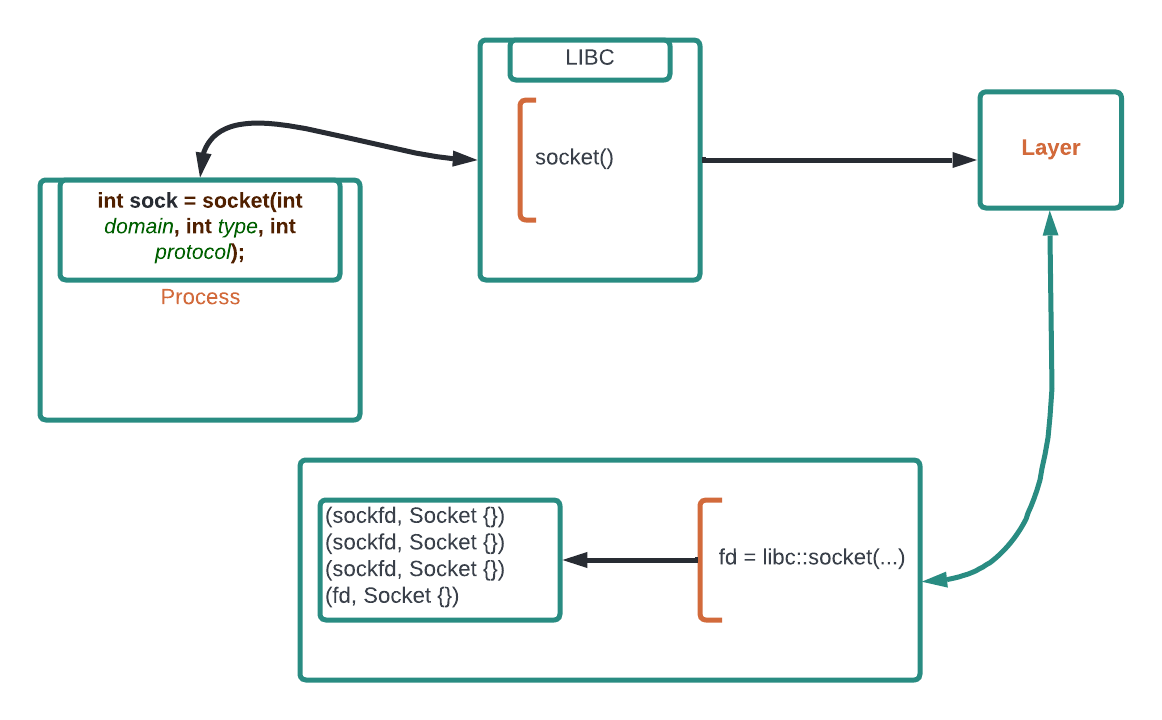 LIBC
socket()
Layer
int sock = socket(int
domain, int type, int
protocol);
Process
(sockfd, Socket {})
(sockfd, Socket {})
(sockfd, Socket {})
(fd, Socket {})
fd = libc::socket(...)